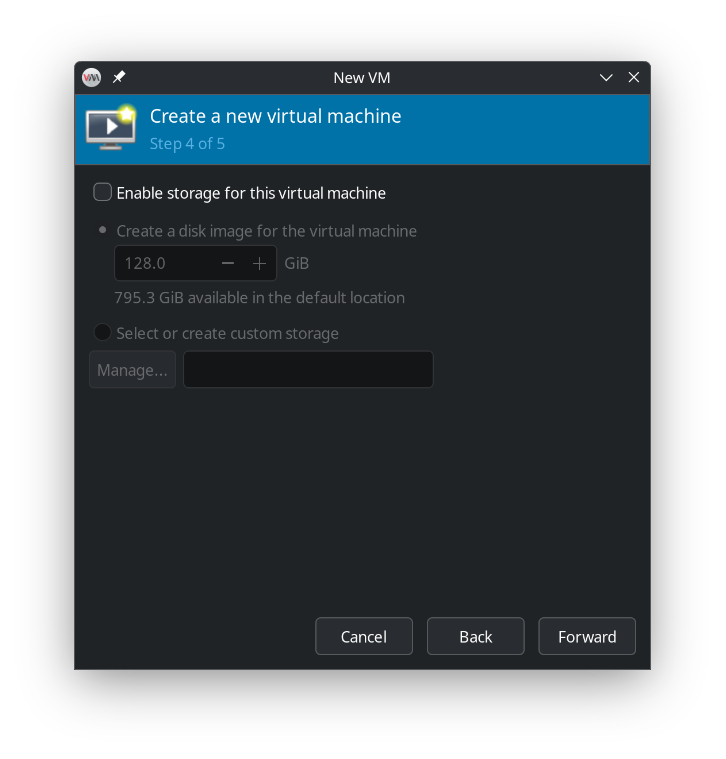 New VM
Create a new virtual machine
Step 4 of 5
Enable storage for this virtual machine
Create a disk image for the virtual machine
128.0 − + GiB
795.3 GiB available in the default location
Select or create custom storage
Manage...
Cancel Back Forward